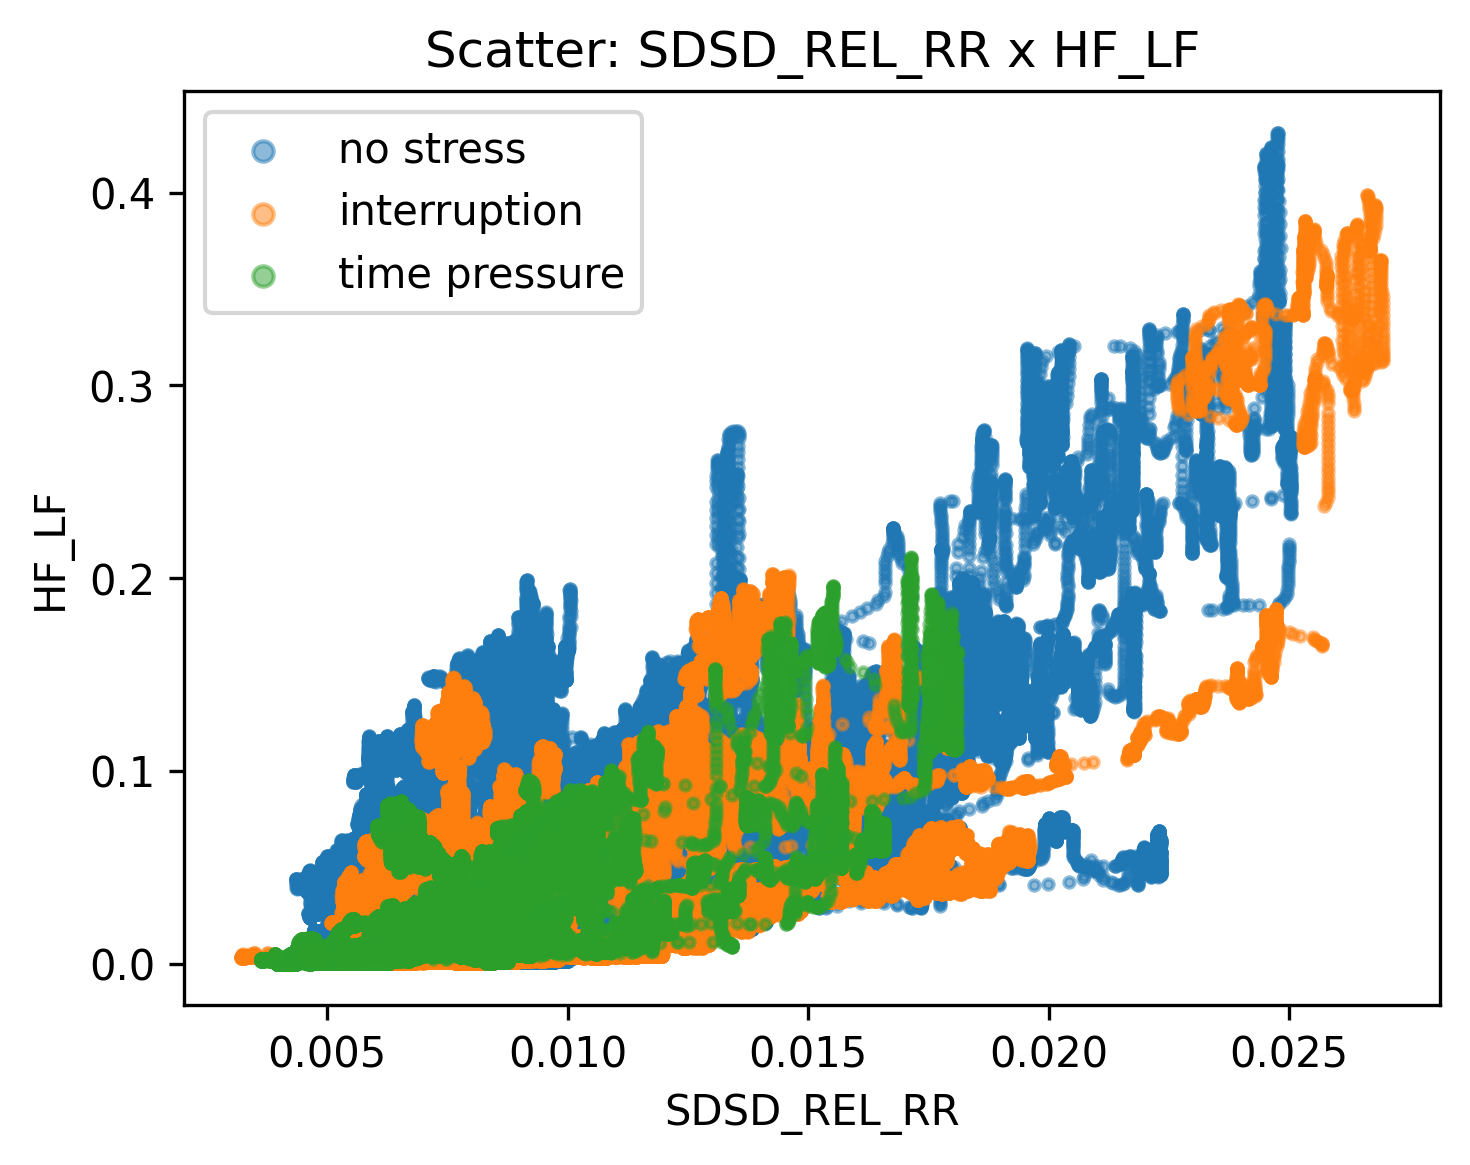 Scatter: SDSD_REL_RR x HF_LF
no stress
interruption
time pressure
HF_LF
0.4
0.3
0.2
0.1
0.0
0.005 0.010 0.015 0.020 0.025
SDSD_REL_RR